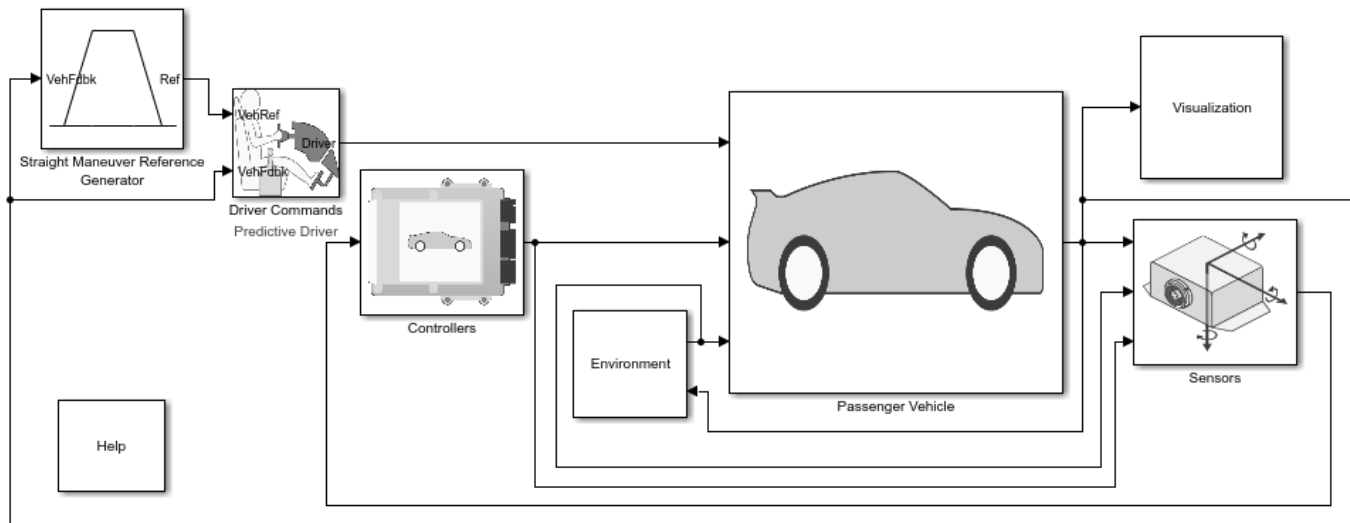 VehFdbk
Ref
Straight Maneuver Reference
Generator
VehRef
Driver
VehFdbk
Driver Commands
Predictive Driver
Controllers
Environment
Passenger Vehicle
Visualization
Sensors
Help